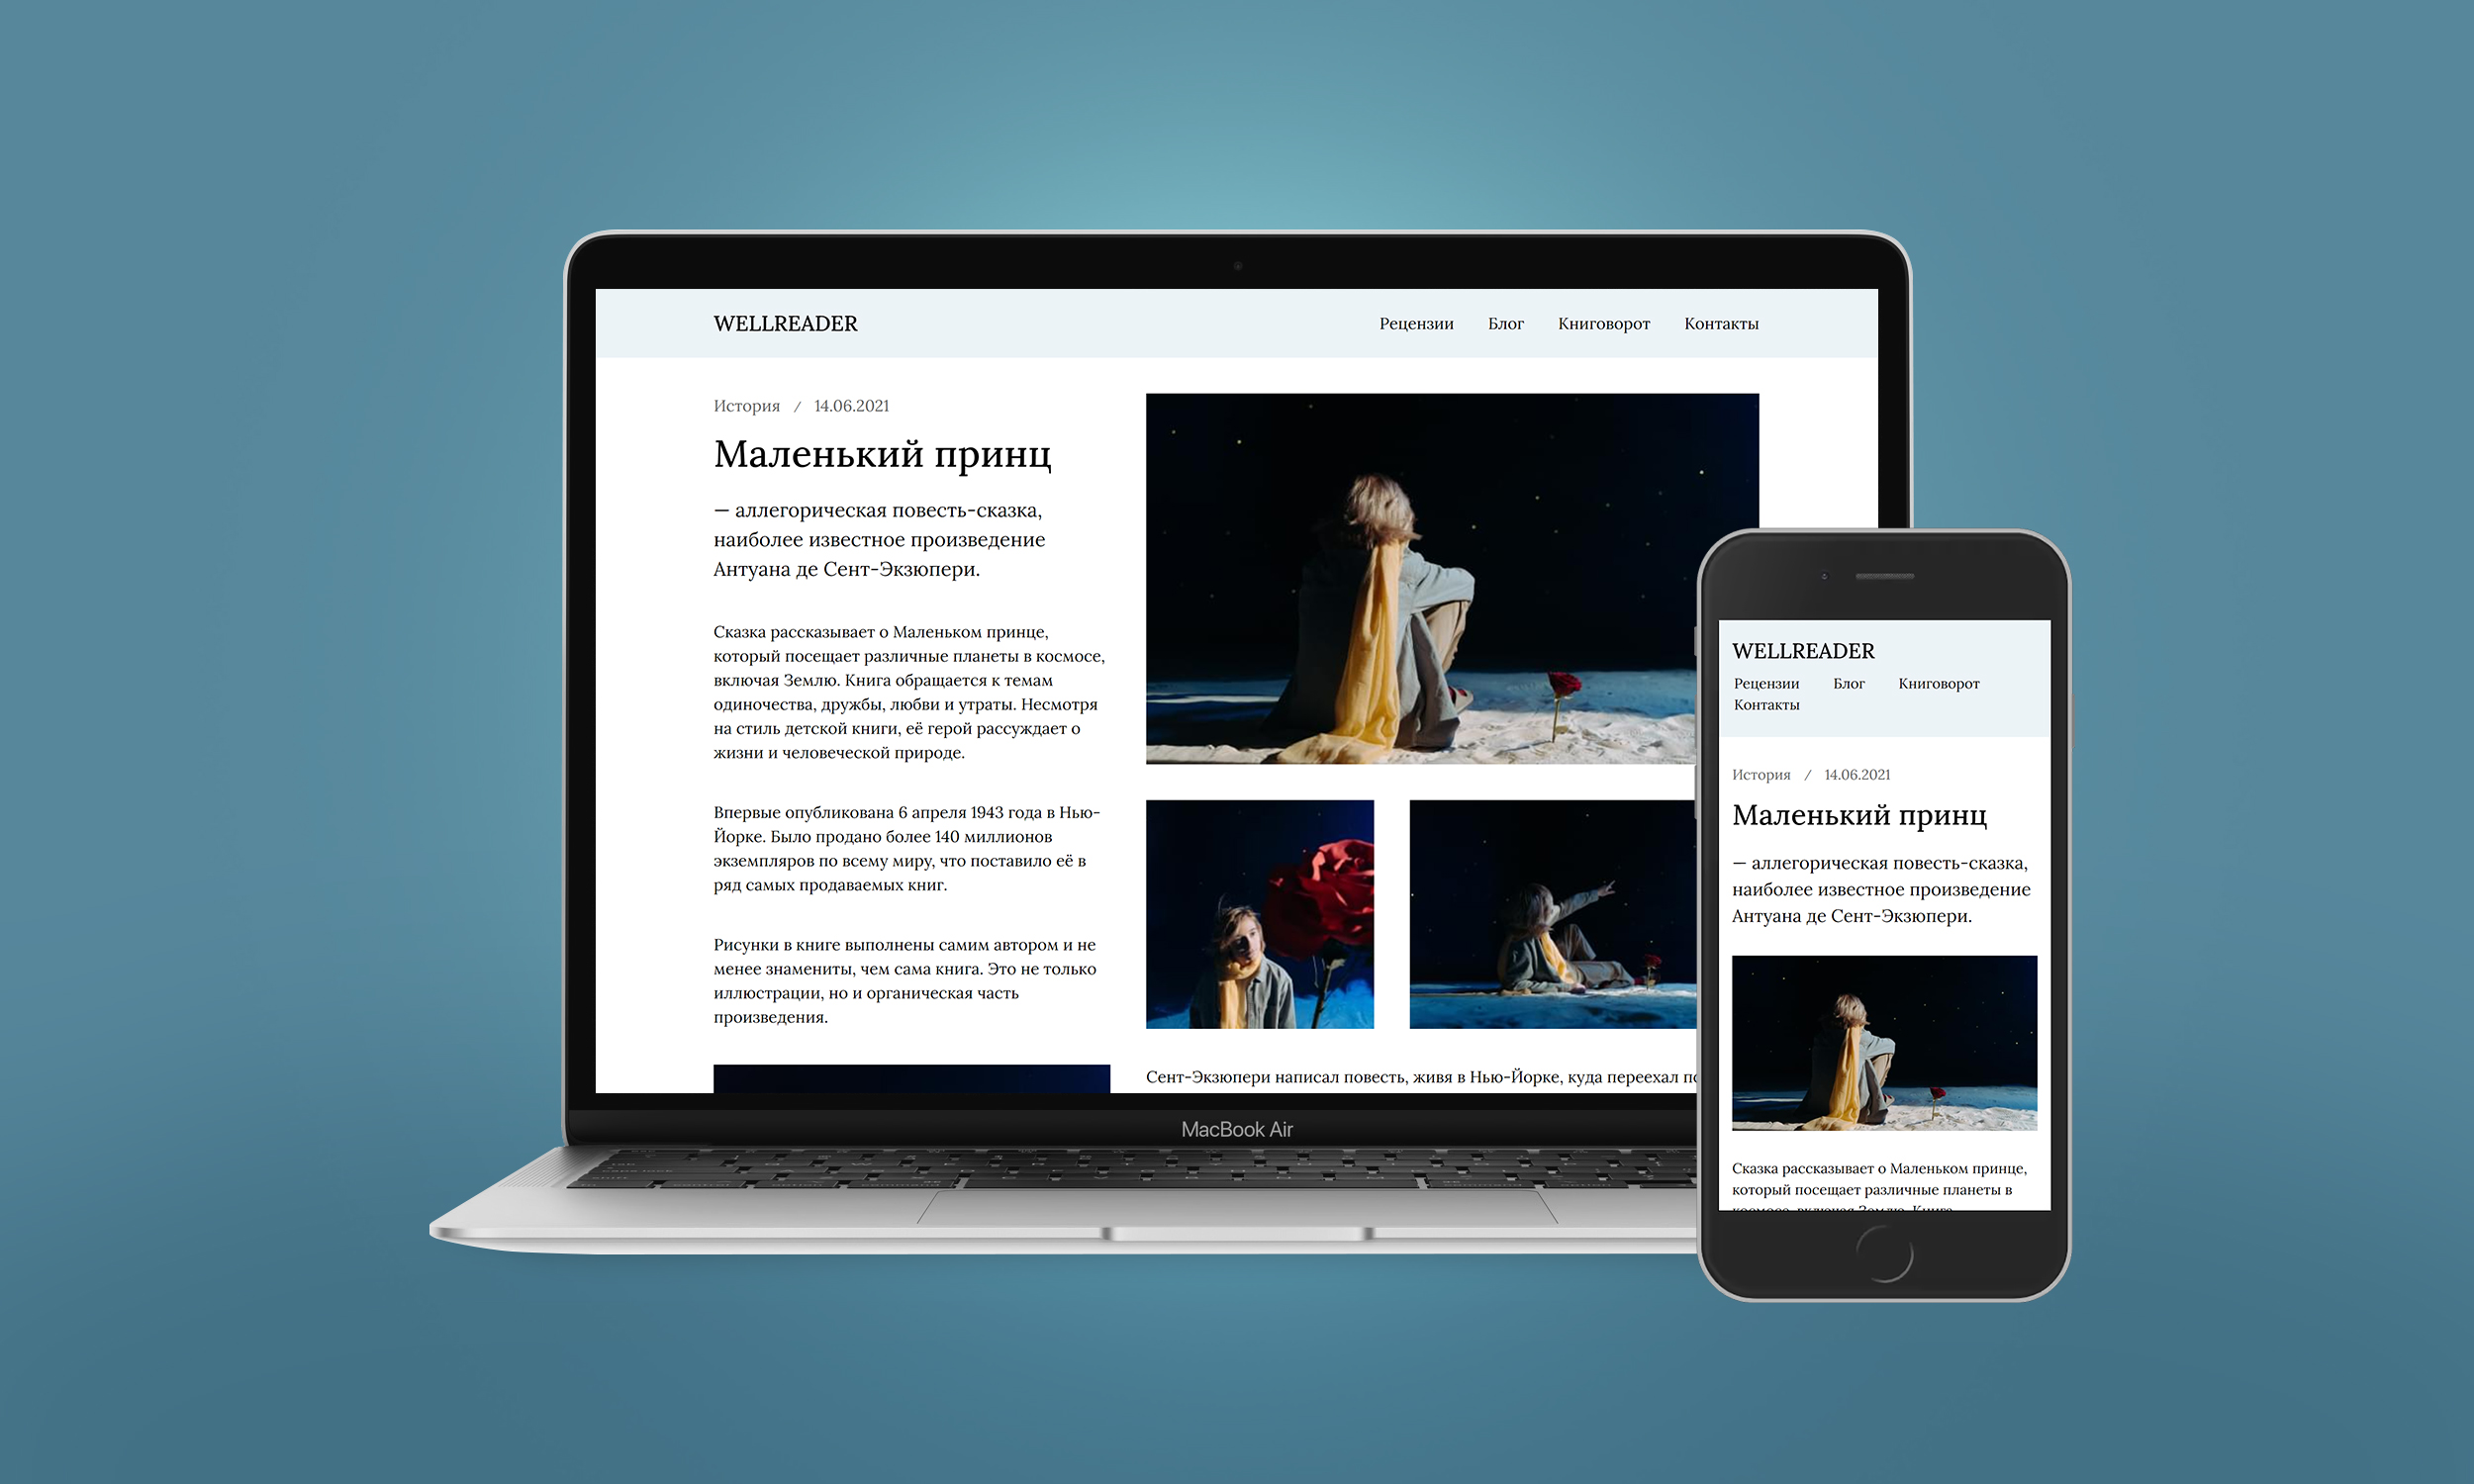 WELLREADER
Рецензии Блог Книговорот Контакты
История / 14.06.2021
Маленький принц
— аллегорическая повесть-сказка,
наиболее известное произведение
Антуана де Сент-Экзюпери.
Сказка рассказывает о Маленьком принце,
который посещает различные планеты в космосе,
включая Землю. Книга обращается к темам
одиночества, дружбы, любви и утраты. Несмотря
на стиль детской книги, её герой рассуждает о
жизни и человеческой природе.
Впервые опубликована 6 апреля 1943 года в Нью-
Йорке. Было продано более 140 миллионов
экземпляров по всему миру, что поставило её в
ряд самых продаваемых книг.
Рисунки в книге выполнены самим автором и не
менее знамениты, чем сама книга. Это не только
иллюстрации, но и органическая часть
произведения.
Сент-Экзюпери написал повесть, живя в Нью-Йорке, куда переехал
MacBook Air
WELLREADER
Рецензии Блог Книговорот
Контакты
История / 14.06.2021
Маленький принц
— аллегорическая повесть-сказка,
наиболее известное произведение
Антуана де Сент-Экзюпери.
Сказка рассказывает о Маленьком принце,
который посещает различные планеты в